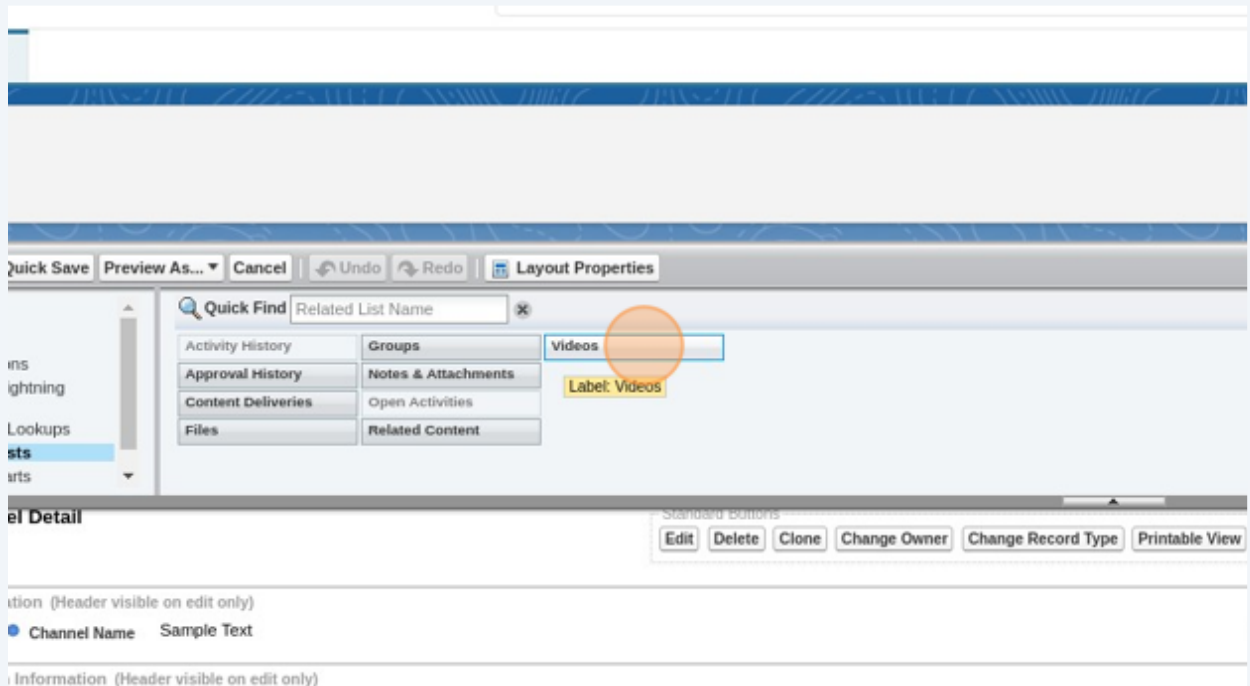 Quick Save Preview As... Cancel Undo Redo Layout Properties
Quick Find Related List Name
Activity History Groups Videos
ons
Approval History Notes & Attachments
ightning
Label: Videos
Content Deliveries Open Activities
Lookups
Files Related Content
sts
arts
el Detail
Standard Buttons
Edit Delete Clone Change Owner Change Record Type Printable View
ation (Header visible on edit only)
Channel Name Sample Text
Information (Header visible on edit only)